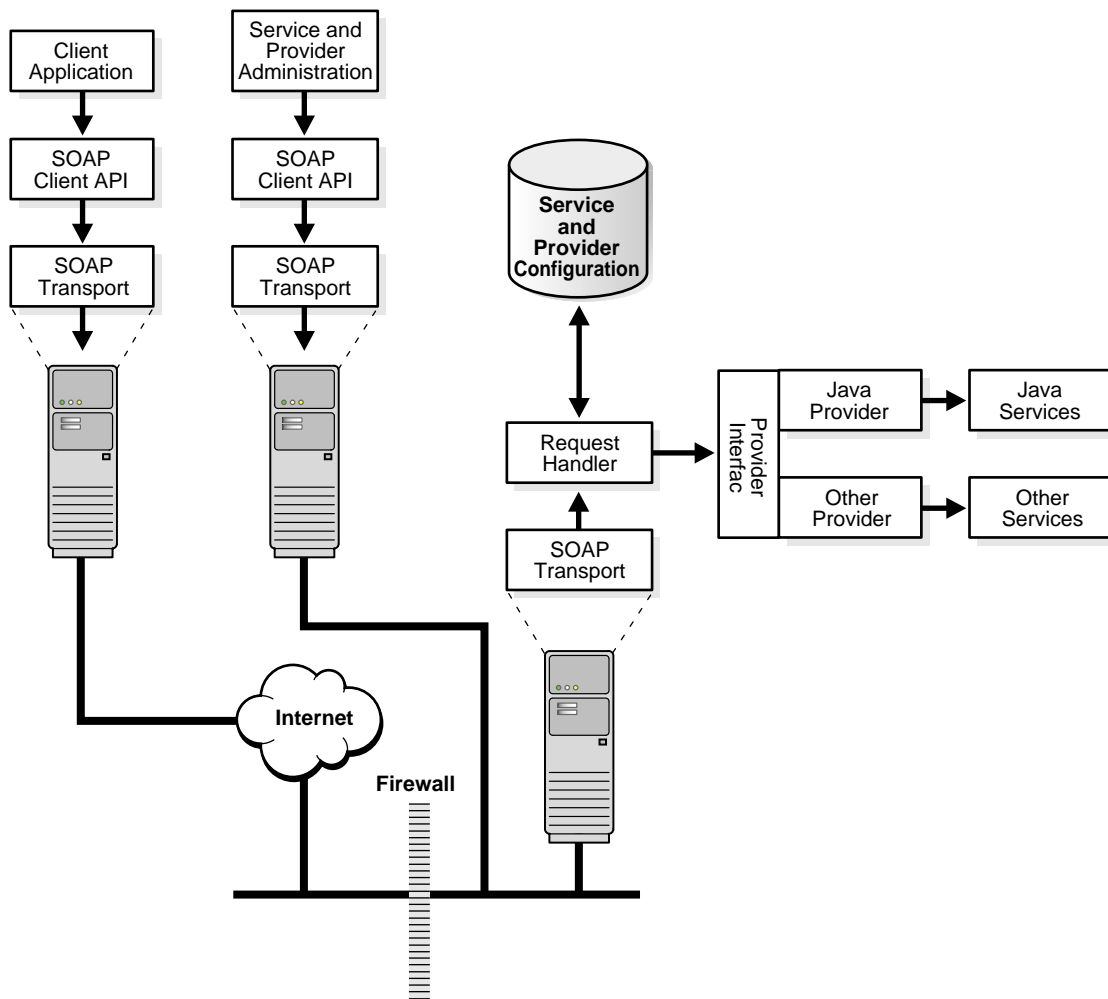 Client
Application
Service and
Provider
Administration
SOAP
Client API
SOAP
Client API
SOAP
Transport
SOAP
Transport
Service
and
Provider
Configuration
Request
Handler
SOAP
Transport
Provider
Interfac
Java
Provider
Java
Services
Other
Provider
Other
Services
Internet
Firewall